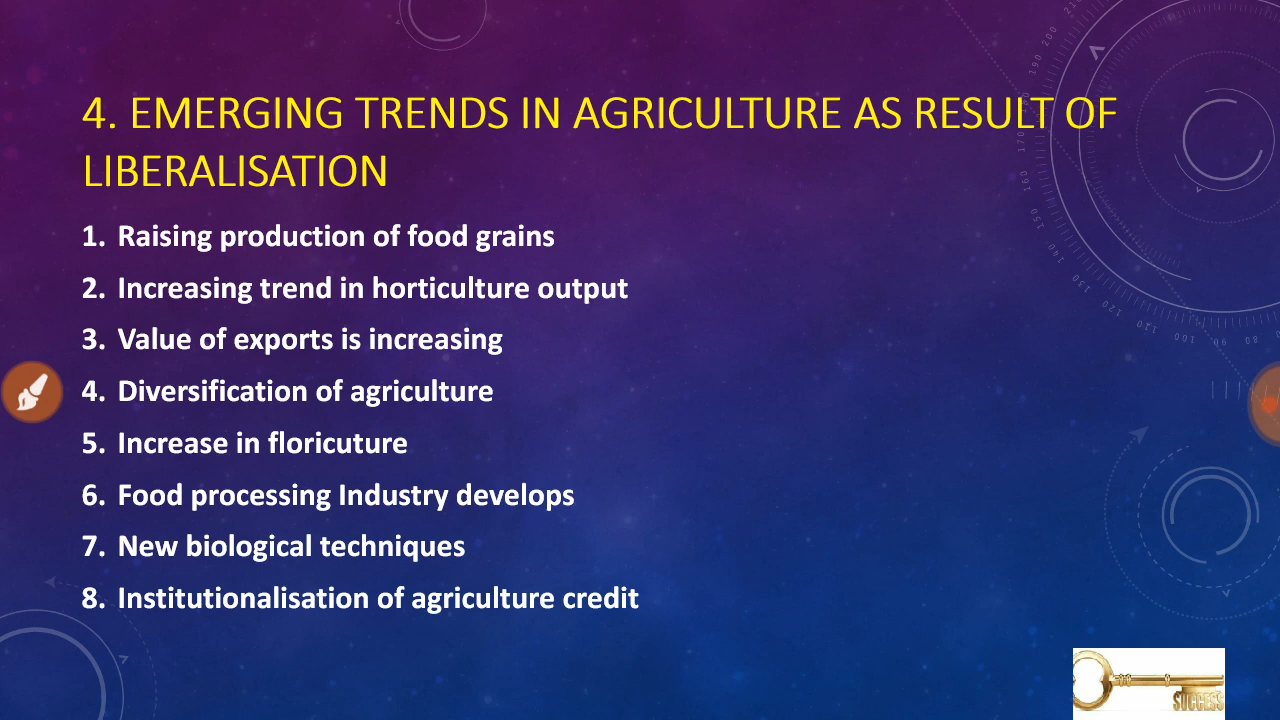 4. EMERGING TRENDS IN AGRICULTURE AS RESULT OF
LIBERALISATION
1. Raising production of food grains
2. Increasing trend in horticulture output
3. Value of exports is increasing
4. Diversification of agriculture
5. Increase in floricuture
6. Food processing Industry develops
7. New biological techniques
8. Institutionalisation of agriculture credit
SUCCESS